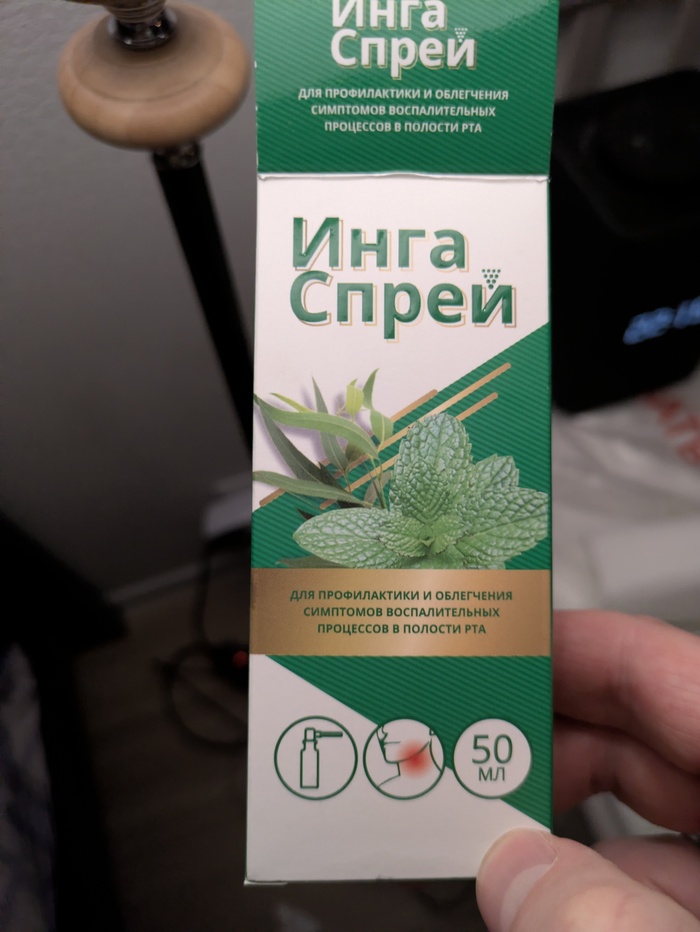 Инга
Спрей
ДЛЯ ПРОФИЛАКТИКИ И ОБЛЕГЧЕНИЯ
СИМПТОМОВ ВОСПАЛИТЕЛЬНЫХ
ПРОЦЕССОВ В ПОЛОСТИ РТА
Инга
Спрей
ДЛЯ ПРОФИЛАКТИКИ И ОБЛЕГЧЕНИЯ
СИМПТОМОВ ВОСПАЛИТЕЛЬНЫХ
ПРОЦЕССОВ В ПОЛОСТИ РТА
50
МЛ